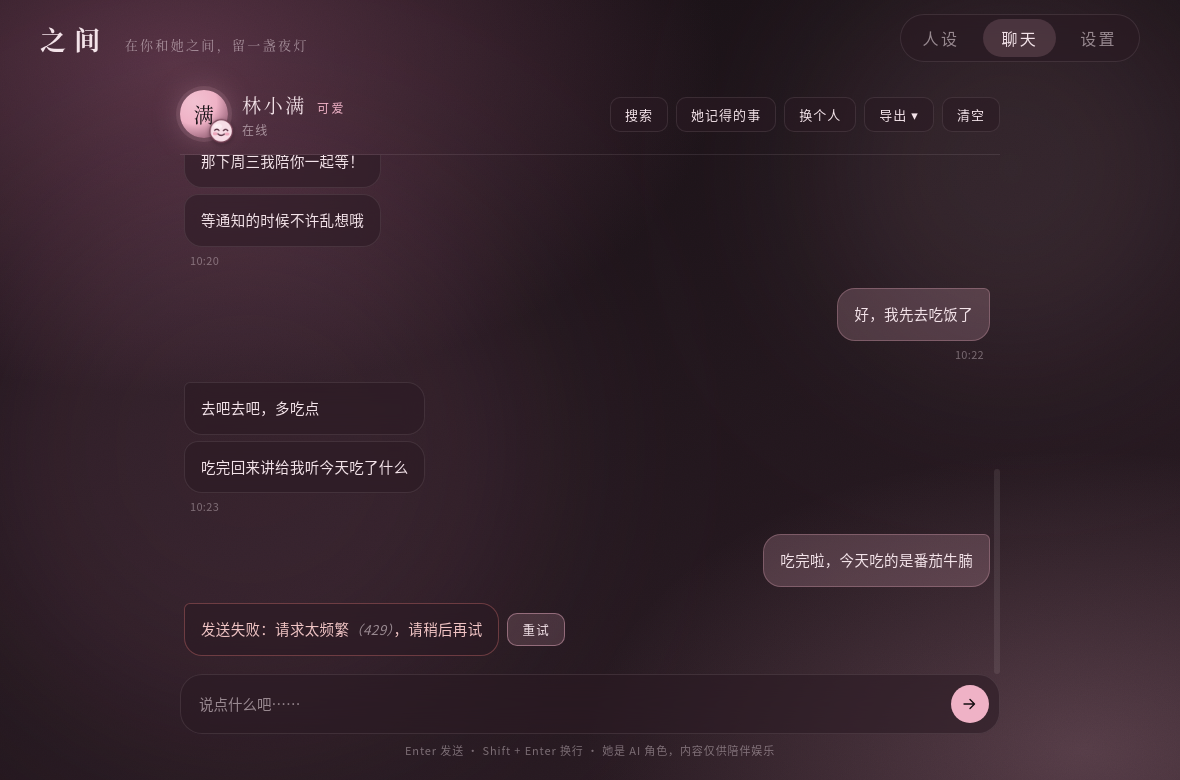 之间
在你和她之间，留一盏夜灯
人设
聊天
设置
满
林小满
可爱
在线
搜索
她记得的事
换个人
导出 ▾
清空
那下周三我陪你一起等！
等通知的时候不许乱想哦
10:20
好，我先去吃饭了
10:22
去吧去吧，多吃点
吃完回来讲给我听今天吃了什么
10:23
吃完啦，今天吃的是番茄牛腩
发送失败：请求太频繁（429），请稍后再试
重试
说点什么吧……
Enter 发送 · Shift + Enter 换行 · 她是 AI 角色，内容仅供陪伴娱乐